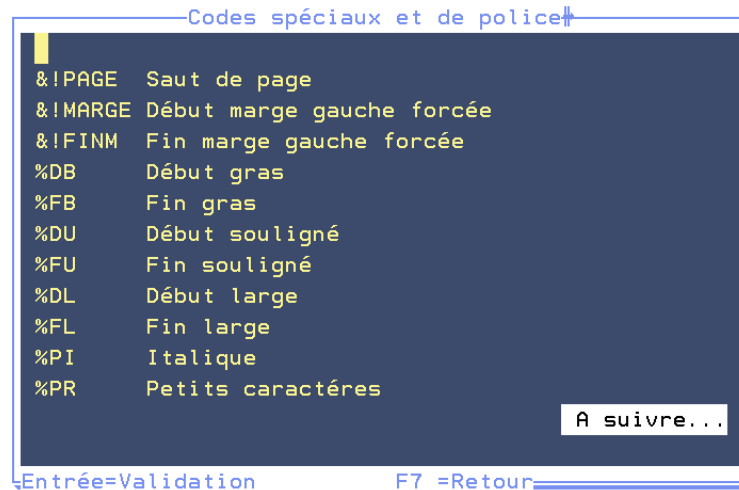 Codes spéciaux et de police
&!PAGE Saut de page
&!MARGE Début marge gauche forcée
&!FINM Fin marge gauche forcée
%DB Début gras
%FB Fin gras
%DU Début souligné
%FU Fin souligné
%DL Début large
%FL Fin large
%PI Italique
%PR Petits caractéres
A suivre...
Entrée=Validation F7 =Retour